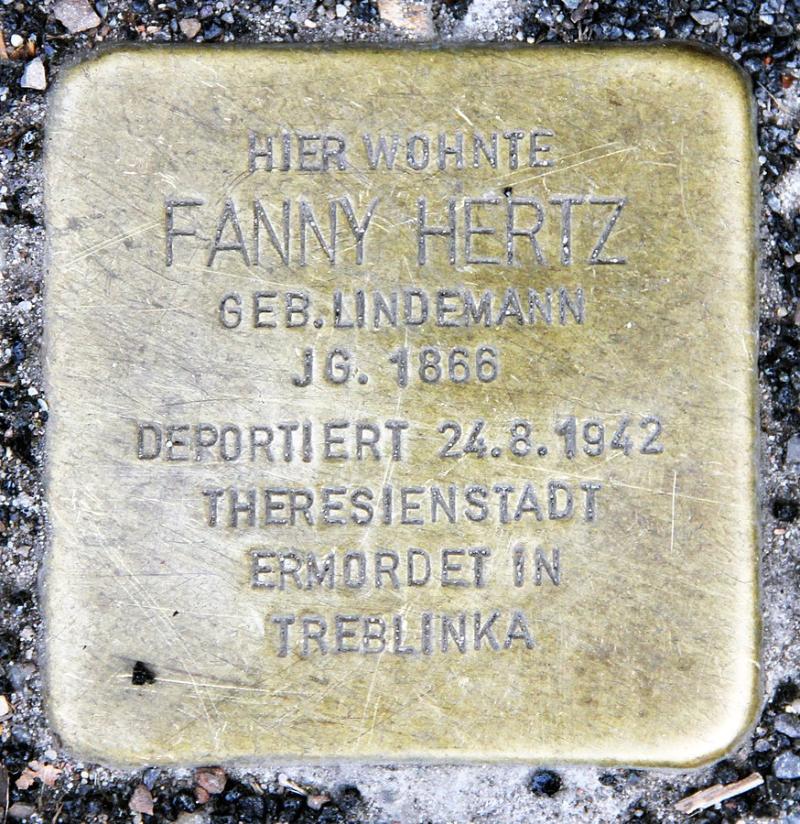 HIER WOHNTE
FANNY HERTZ
GEB.LINDEMANN
JG. 1866
DEPORTIERT 24.8.1942
THERESIENSTADT
ERMORDET IN
TREBLINKA